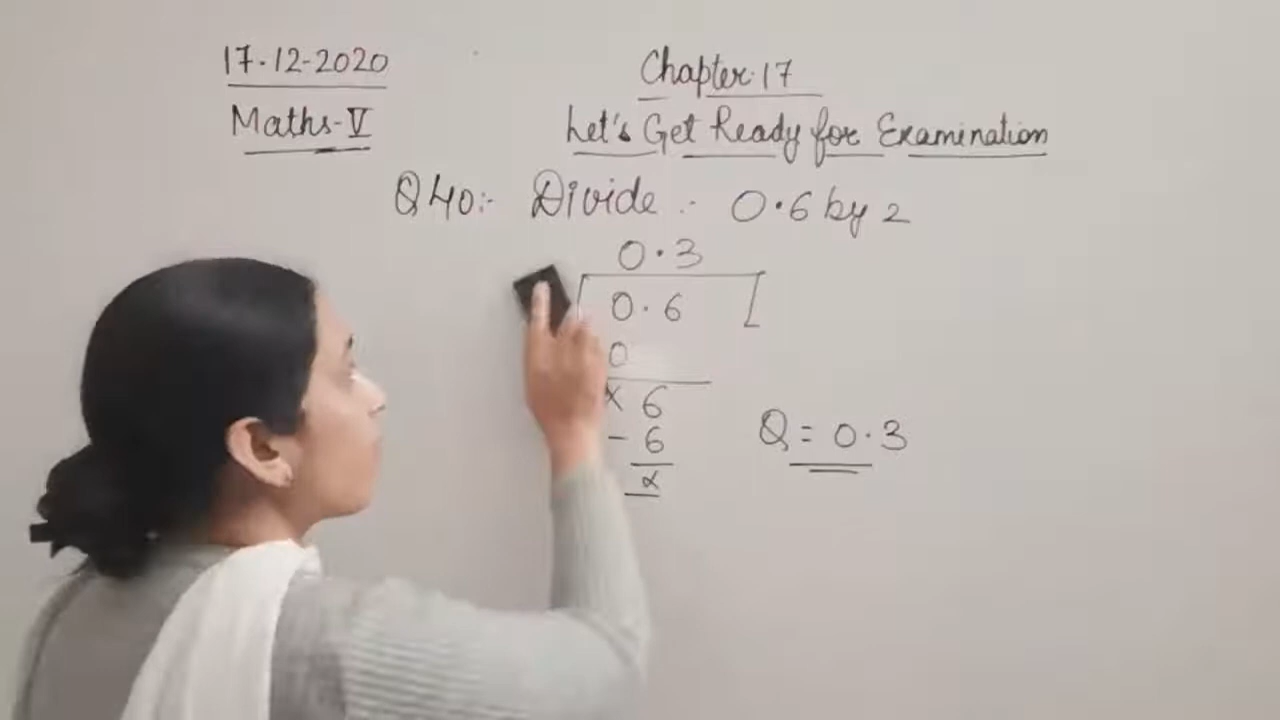 17-12-2020
Maths-V
Chapter-17
Let's Get Ready for Examination
Q40:- Divide :- 0.6 by 2
0.3
0.6
0
x 6
- 6
x
Q = 0.3